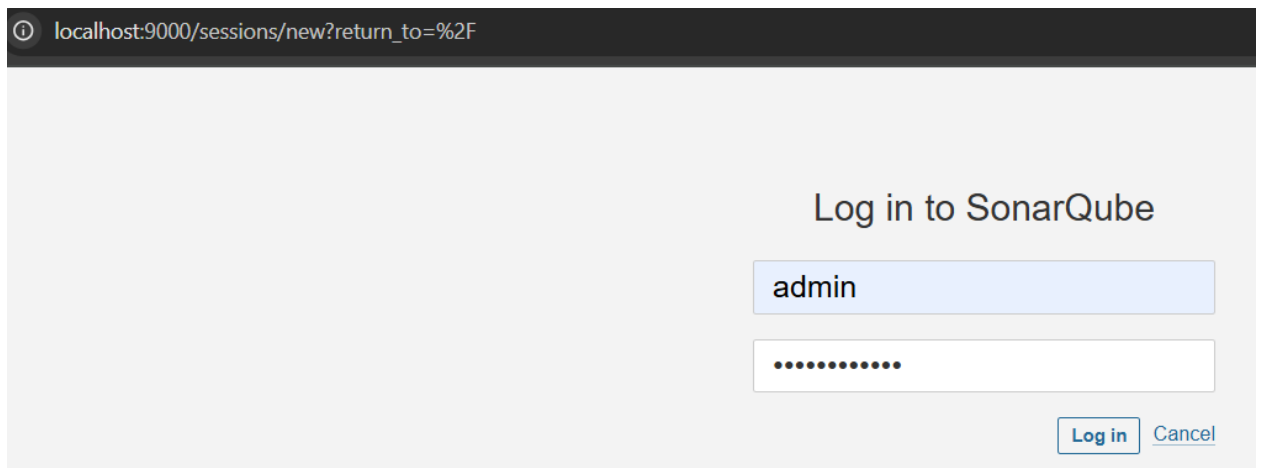 localhost:9000/sessions/new?return_to=%2F
Log in to SonarQube
admin
••••••••••••
Log in Cancel